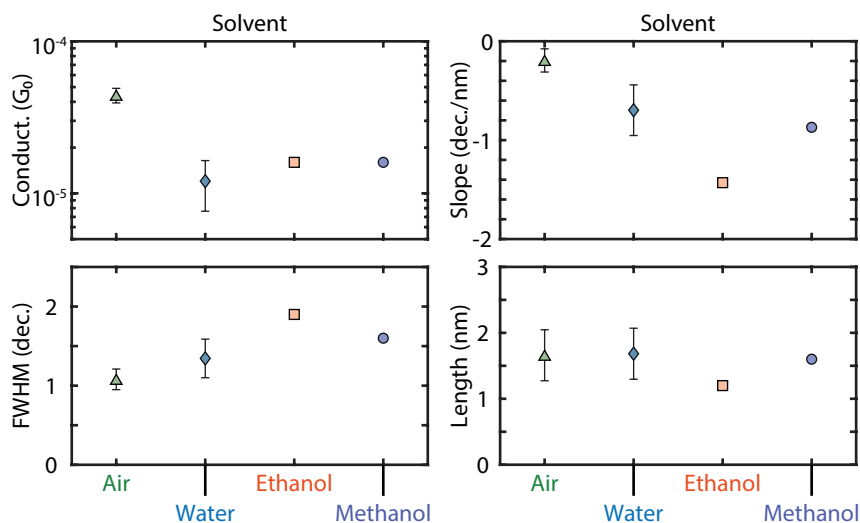 Solvent
Solvent
10⁻⁴
10⁻⁵
Conduct. (G₀)
0
-1
-2
Slope (dec./nm)
2
1
0
FWHM (dec.)
3
2
1
0
Length (nm)
Air
Water
Ethanol
Methanol
Air
Water
Ethanol
Methanol